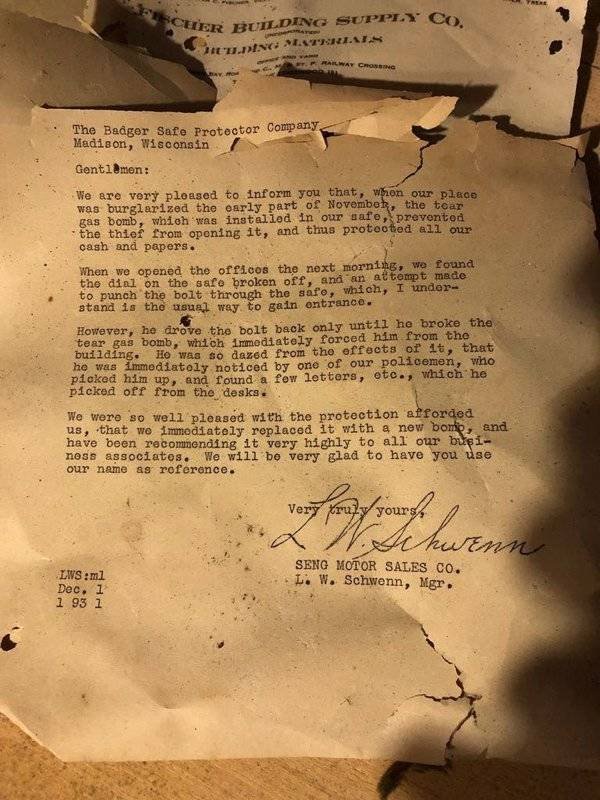 FISCHER BUILDING SUPPLY CO.
BUILDING MATERIALS
OFFICE AND YARD
RAILWAY CROSSING
The Badger Safe Protector Company
Madison, Wisconsin
Gentlemen:
We are very pleased to inform you that, when our place
was burglarized the early part of November, the tear
gas bomb, which was installed in our safe, prevented
the thief from opening it, and thus protected all our
cash and papers.
When we opened the offices the next morning, we found
the dial on the safe broken off, and an attempt made
to punch the bolt through the safe, which, I under-
stand is the usual way to gain entrance.
However, he drove the bolt back only until he broke the
tear gas bomb, which immediately forced him from the
building. He was so dazed from the effects of it, that
he was immediately noticed by one of our policemen, who
picked him up, and found a few letters, etc., which he
picked off from the desks.
We were so well pleased with the protection afforded
us, that we immediately replaced it with a new bomb, and
have been recommending it very highly to all our busi-
ness associates. We will be very glad to have you use
our name as reference.
Very truly yours,
L. W. Schwenn
SENG MOTOR SALES CO.
L. W. Schwenn, Mgr.
LWS:ml
Dec. 1
1 93 1